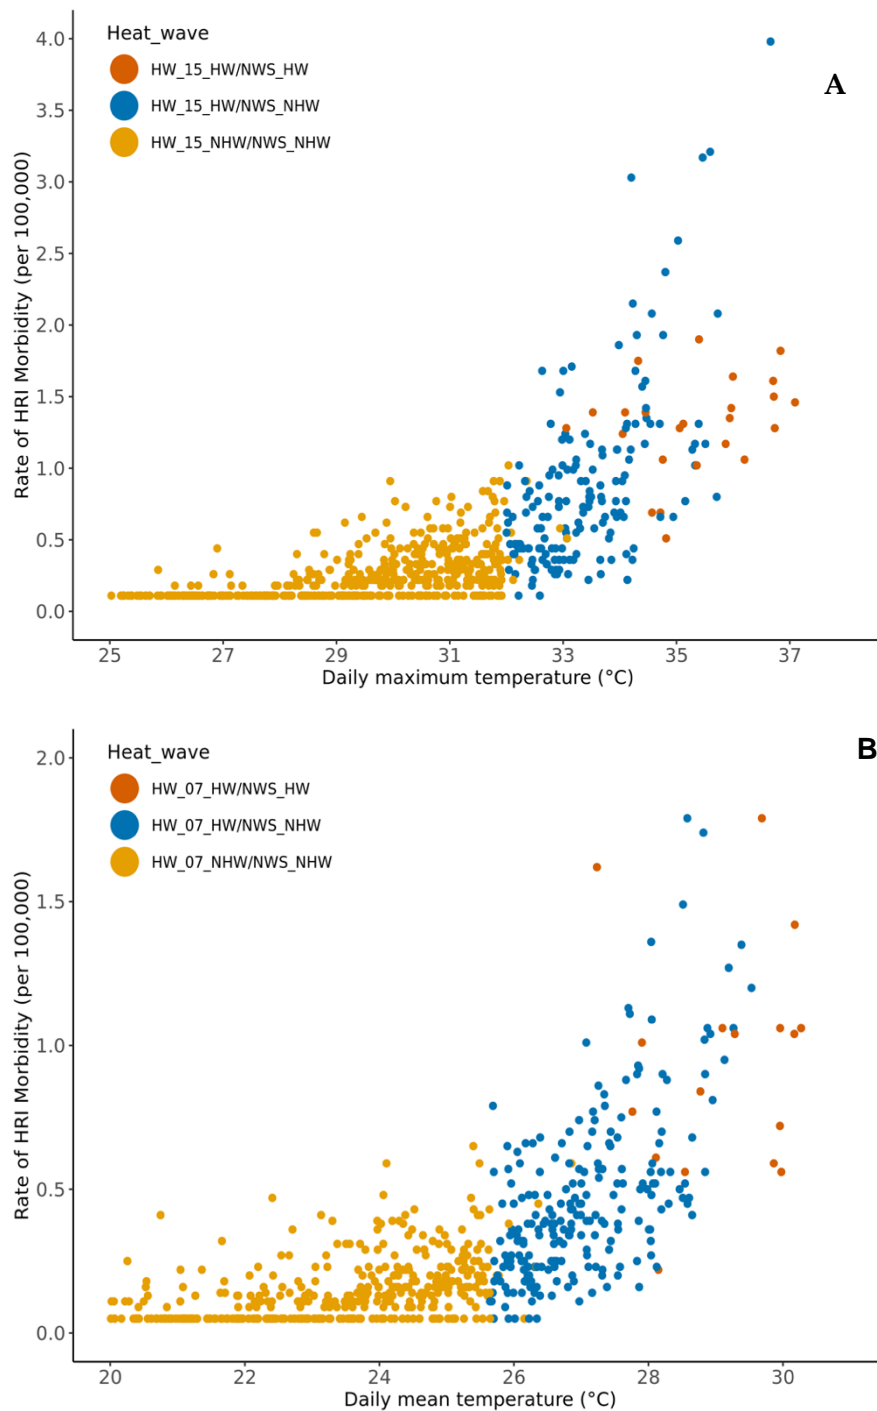 Heat_wave
HW_15_HW/NWS_HW
HW_15_HW/NWS_NHW
HW_15_NHW/NWS_NHW
A
Rate of HRI Morbidity (per 100,000)
4.0
3.5
3.0
2.5
2.0
1.5
1.0
0.5
0.0
25 27 29 31 33 35 37
Daily maximum temperature (°C)
Heat_wave
HW_07_HW/NWS_HW
HW_07_HW/NWS_NHW
HW_07_NHW/NWS_NHW
B
Rate of HRI Morbidity (per 100,000)
2.0
1.5
1.0
0.5
0.0
20 22 24 26 28 30
Daily mean temperature (°C)